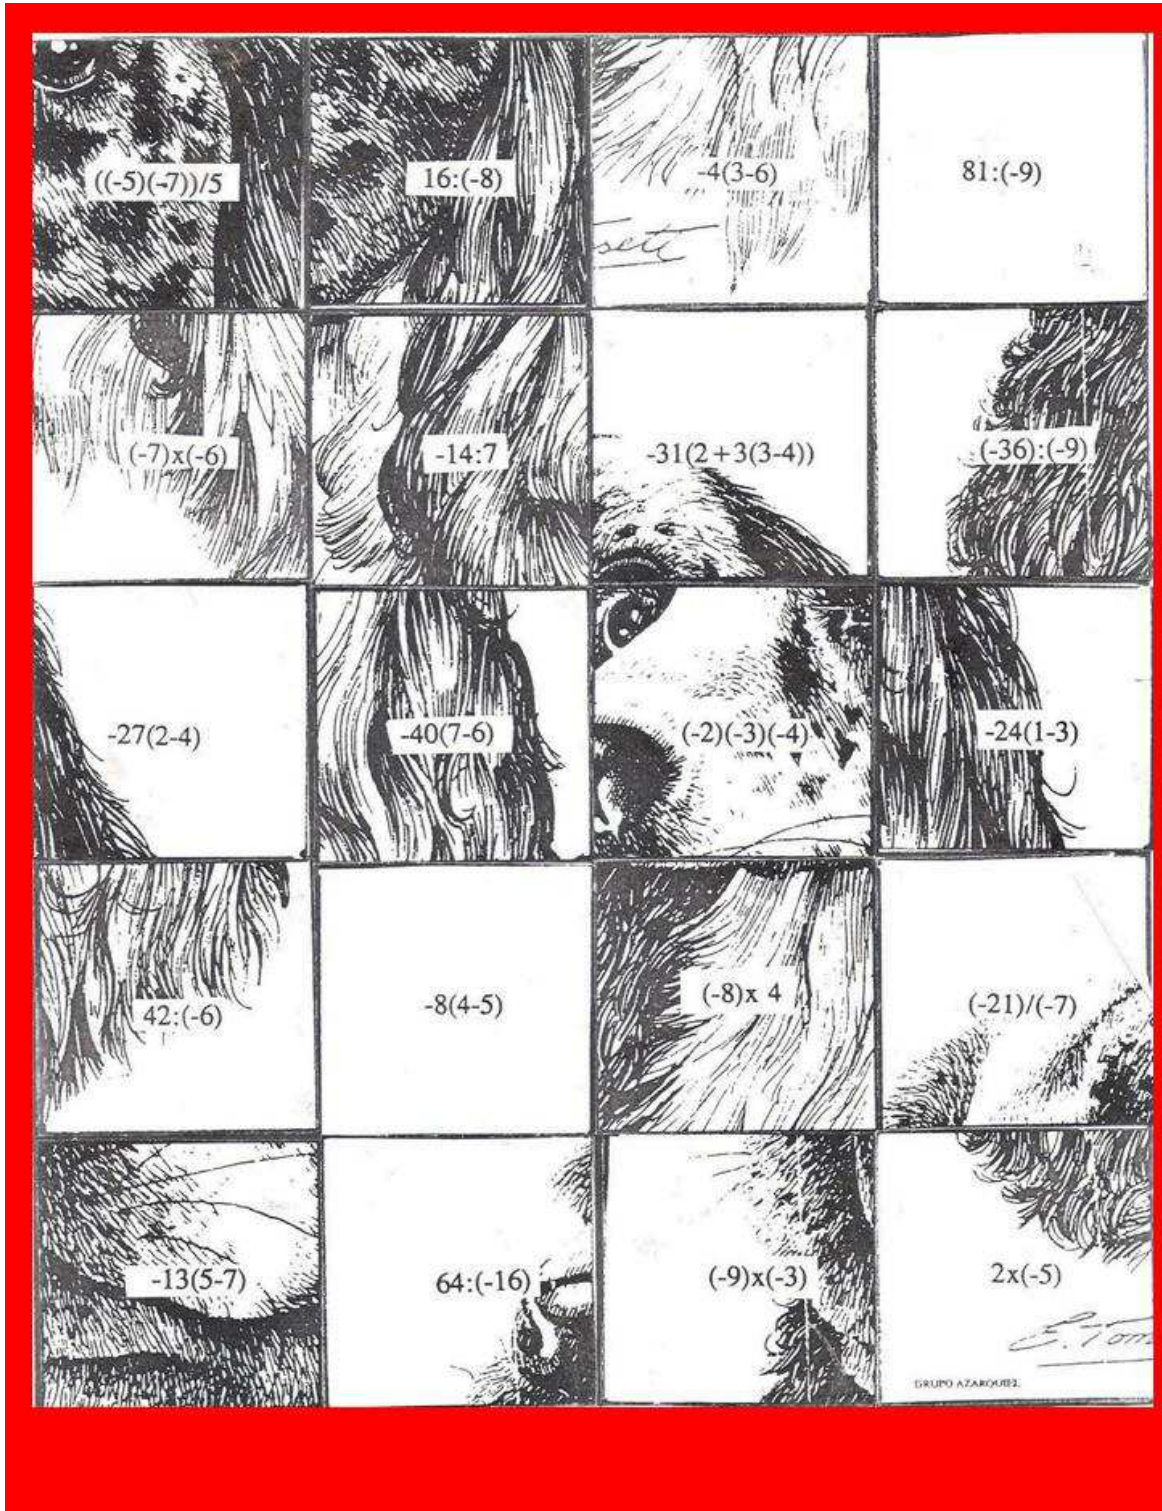 ((-5)(-7))/5
16:(-8)
-4(3-6)
81:(-9)
(-7)x(-6)
-14:7
-31(2+3(3-4))
(-36):(-9)
-27(2-4)
-40(7-6)
(-2)(-3)(-4)
-24(1-3)
42:(-6)
-8(4-5)
(-8)x 4
(-21)/(-7)
-13(5-7)
64:(-16)
(-9)x(-3)
2x(-5)
E. Tom
GRUPO AZARQUIEL